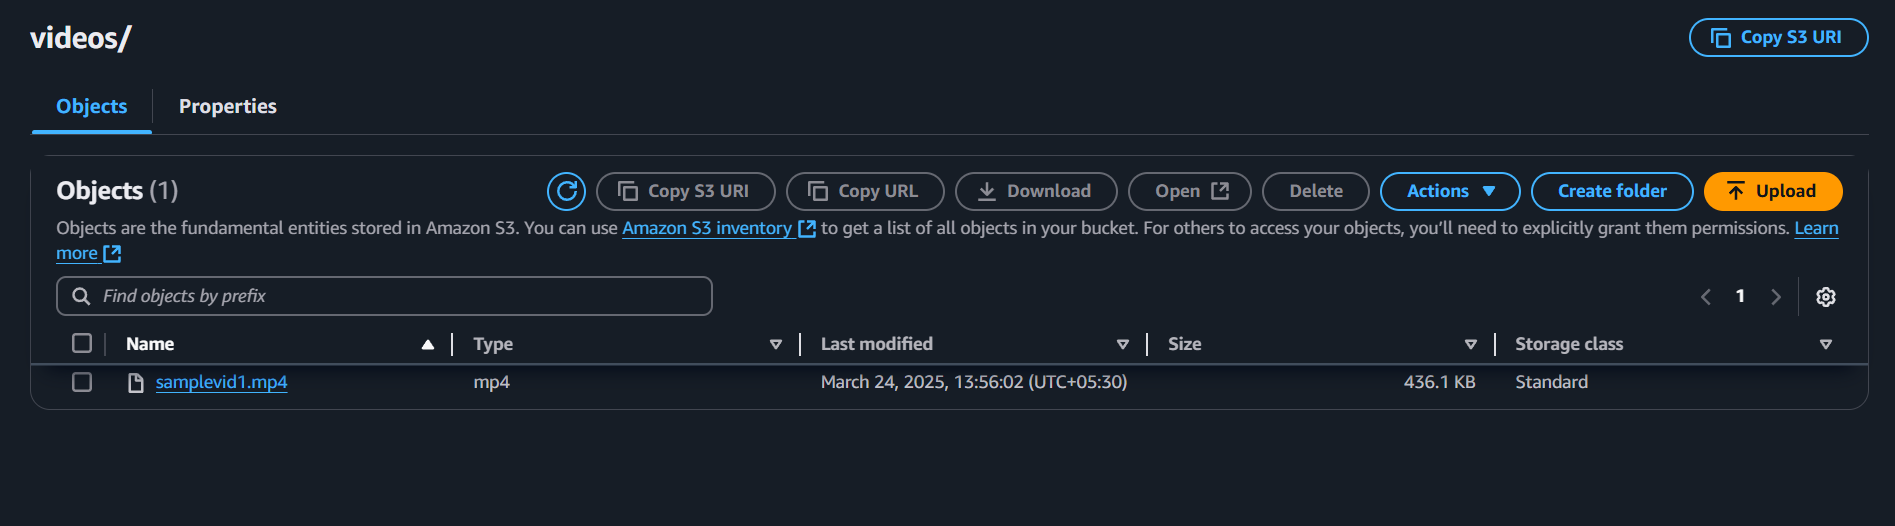 videos/
Copy S3 URI
Objects
Properties
Objects (1)
Copy S3 URI
Copy URL
Download
Open
Delete
Actions
Create folder
Upload
Objects are the fundamental entities stored in Amazon S3. You can use Amazon S3 inventory to get a list of all objects in your bucket. For others to access your objects, you’ll need to explicitly grant them permissions. Learn
more
Find objects by prefix
1
Name Type Last modified Size Storage class
samplevid1.mp4 mp4 March 24, 2025, 13:56:02 (UTC+05:30) 436.1 KB Standard